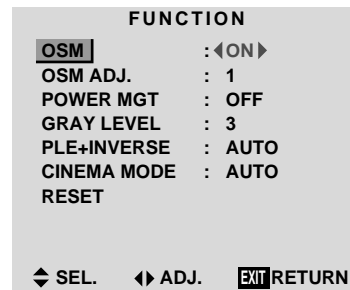 FUNCTION
OSM : ON
OSM ADJ. : 1
POWER MGT : OFF
GRAY LEVEL : 3
PLE+INVERSE : AUTO
CINEMA MODE : AUTO
RESET
SEL. ADJ. EXIT RETURN